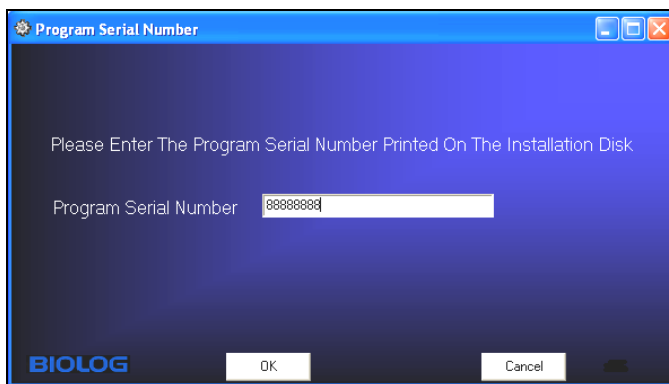 Program Serial Number
Please Enter The Program Serial Number Printed On The Installation Disk
Program Serial Number 88888888
BIOLOG OK Cancel